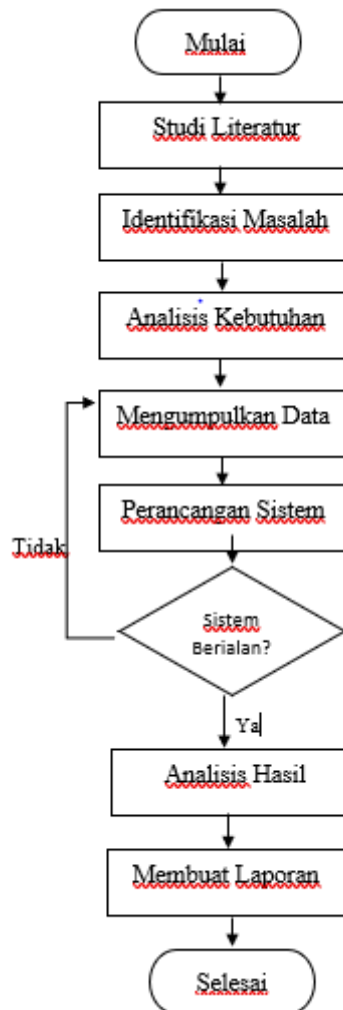 Mulai
Studi Literatur
Identifikasi Masalah
Analisis Kebutuhan
Mengumpulkan Data
Perancangan Sistem
Tidak
Sistem
Berjalan?
Ya
Analisis Hasil
Membuat Laporan
Selesai